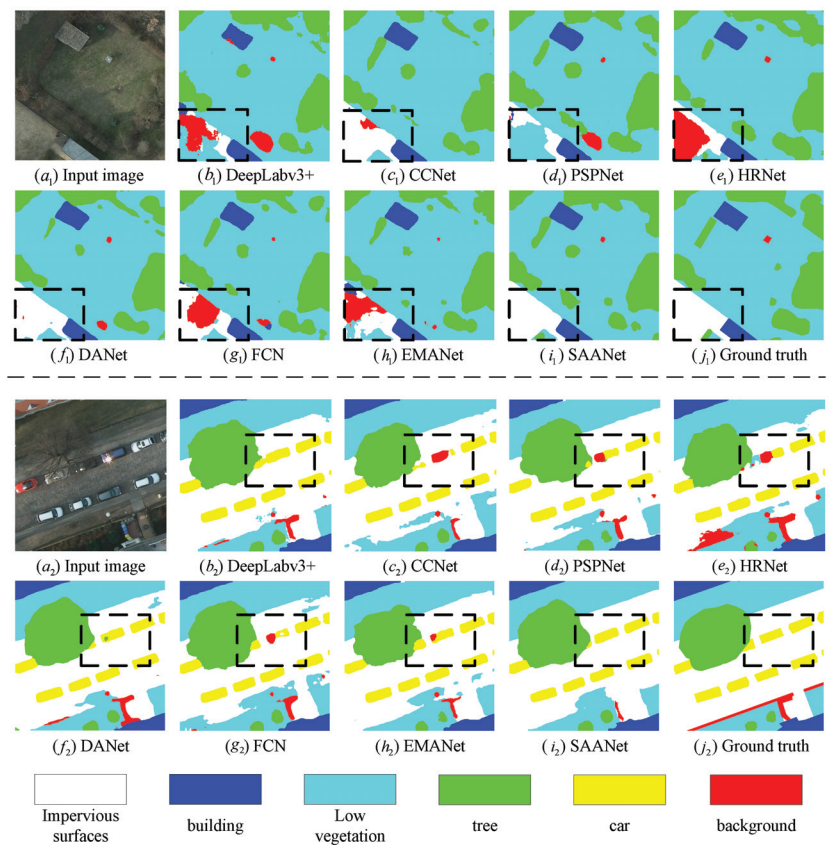 (a₁) Input image (b₁) DeepLabv3+ (c₁) CCNet (d₁) PSPNet (e₁) HRNet
(f₁) DANet (g₁) FCN (h₁) EMANet (i₁) SAANet (j₁) Ground truth
(a₂) Input image (b₂) DeepLabv3+ (c₂) CCNet (d₂) PSPNet (e₂) HRNet
(f₂) DANet (g₂) FCN (h₂) EMANet (i₂) SAANet (j₂) Ground truth
Impervious surfaces
building
Low vegetation
tree
car
background